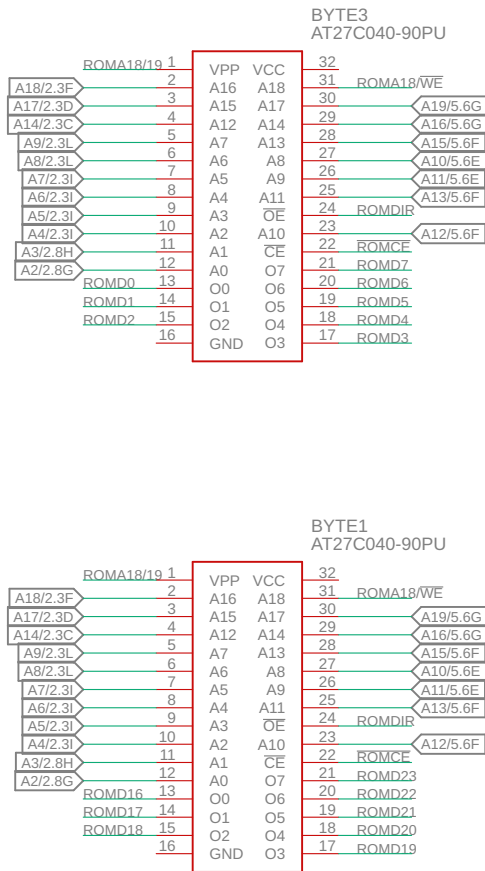 BYTE3
AT27C040-90PU
ROMA18/19 1 VPP VCC 32
A18/2.3F 2 A16 A18 31 ROMA18/WE
A17/2.3D 3 A15 A17 30 A19/5.6G
A14/2.3C 4 A12 A14 29 A16/5.6G
A9/2.3L 5 A7 A13 28 A15/5.6F
A8/2.3L 6 A6 A8 27 A10/5.6E
A7/2.3I 7 A5 A9 26 A11/5.6E
A6/2.3I 8 A4 A11 25 A13/5.6F
A5/2.3I 9 A3 OE 24 ROMDIR
A4/2.3I 10 A2 A10 23 A12/5.6F
A3/2.8H 11 A1 CE 22 ROMCE
A2/2.8G 12 A0 O7 21 ROMD7
ROMD0 13 O0 O6 20 ROMD6
ROMD1 14 O1 O5 19 ROMD5
ROMD2 15 O2 O4 18 ROMD4
16 GND O3 17 ROMD3
BYTE1
AT27C040-90PU
ROMA18/19 1 VPP VCC 32
A18/2.3F 2 A16 A18 31 ROMA18/WE
A17/2.3D 3 A15 A17 30 A19/5.6G
A14/2.3C 4 A12 A14 29 A16/5.6G
A9/2.3L 5 A7 A13 28 A15/5.6F
A8/2.3L 6 A6 A8 27 A10/5.6E
A7/2.3I 7 A5 A9 26 A11/5.6E
A6/2.3I 8 A4 A11 25 A13/5.6F
A5/2.3I 9 A3 OE 24 ROMDIR
A4/2.3I 10 A2 A10 23 A12/5.6F
A3/2.8H 11 A1 CE 22 ROMCE
A2/2.8G 12 A0 O7 21 ROMD23
ROMD16 13 O0 O6 20 ROMD22
ROMD17 14 O1 O5 19 ROMD21
ROMD18 15 O2 O4 18 ROMD20
16 GND O3 17 ROMD19